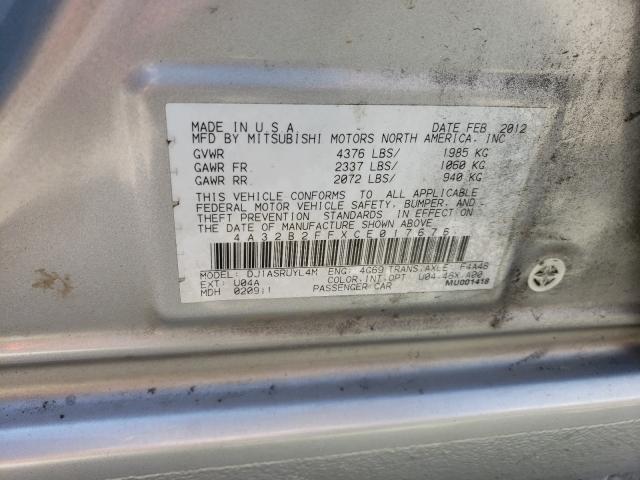 MADE IN U.S.A. DATE FEB 2012
MFD BY MITSUBISHI MOTORS NORTH AMERICA. INC
GVWR 4376 LBS/ 1985 KG
GAWR FR. 2337 LBS/ 1060 KG
GAWR RR. 2072 LBS/ 940 KG
THIS VEHICLE CONFORMS TO ALL APPLICABLE
FEDERAL MOTOR VEHICLE SAFETY, BUMPER, AND
THEFT PREVENTION STANDARDS IN EFFECT ON
THE DATE OF MANUFACTURE SHOWN ABOVE.
4A32B2FFXCE017676
MODEL: DJ1ASRUYL4M ENG: 4G69 TRANS.AXLE: F4A4B
EXT: U04A COLOR.INT.OPT U04-46X.A00
MDH 020911 PASSENGER CAR MU001418